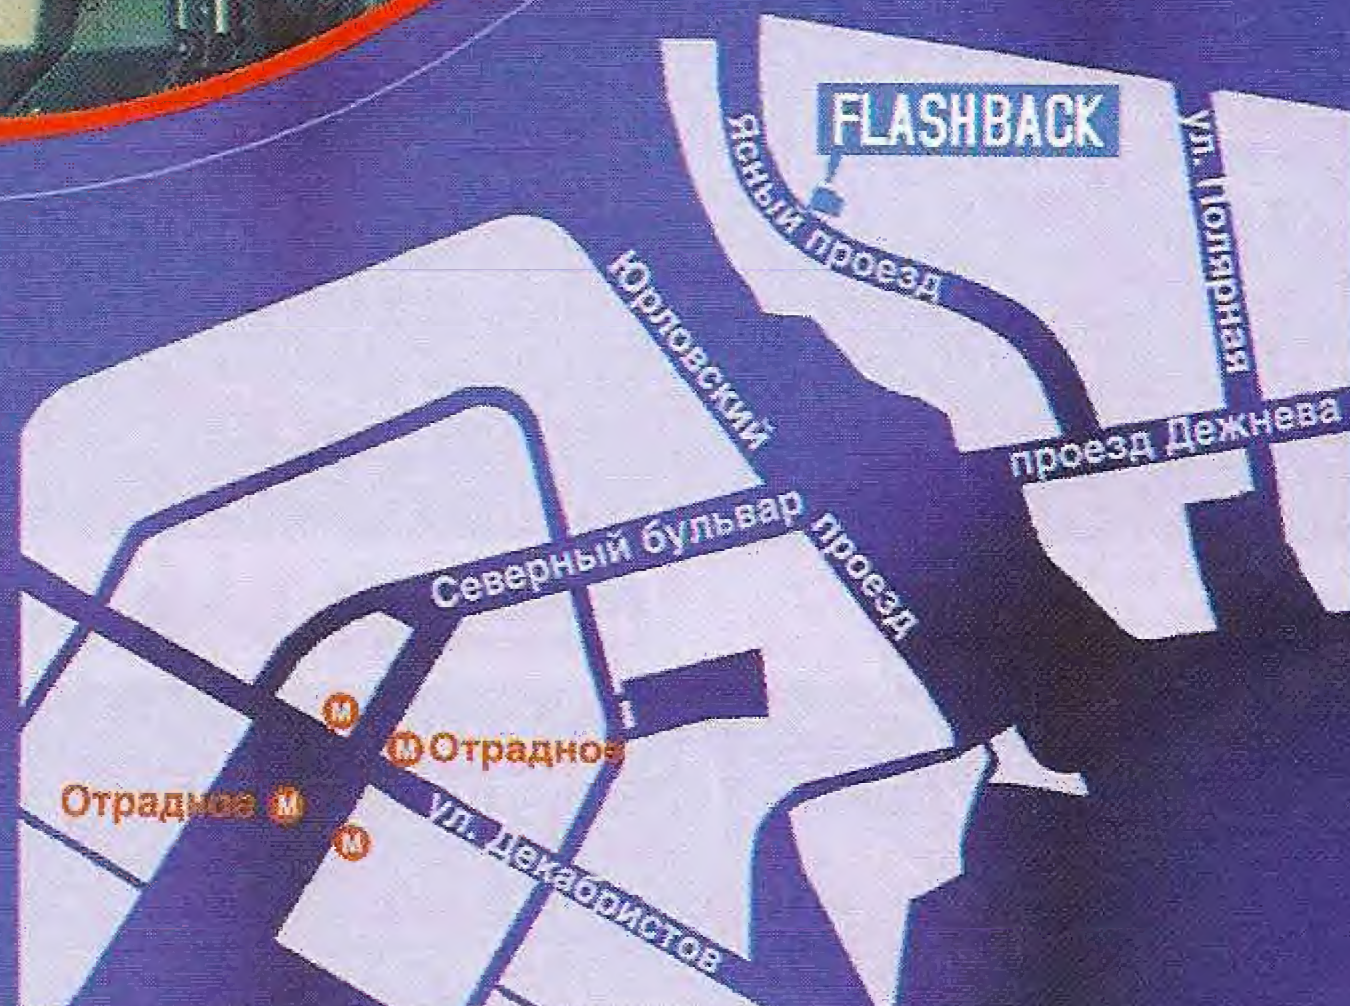 FLASHBACK
Ясный проезд
ул. Полярная
Юрловский
проезд
проезд Дежнева
Северный бульвар
М
М Отрадное
Отрадное М
М
ул. Декабристов